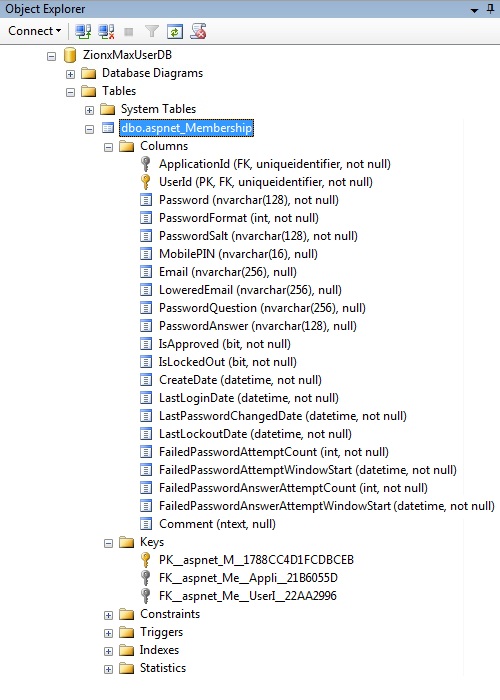 Object Explorer
Connect
ZionxMaxUserDB
Database Diagrams
Tables
System Tables
dbo.aspnet_Membership
Columns
ApplicationId (FK, uniqueidentifier, not null)
UserId (PK, FK, uniqueidentifier, not null)
Password (nvarchar(128), not null)
PasswordFormat (int, not null)
PasswordSalt (nvarchar(128), not null)
MobilePIN (nvarchar(16), null)
Email (nvarchar(256), null)
LoweredEmail (nvarchar(256), null)
PasswordQuestion (nvarchar(256), null)
PasswordAnswer (nvarchar(128), null)
IsApproved (bit, not null)
IsLockedOut (bit, not null)
CreateDate (datetime, not null)
LastLoginDate (datetime, not null)
LastPasswordChangedDate (datetime, not null)
LastLockoutDate (datetime, not null)
FailedPasswordAttemptCount (int, not null)
FailedPasswordAttemptWindowStart (datetime, not null)
FailedPasswordAnswerAttemptCount (int, not null)
FailedPasswordAnswerAttemptWindowStart (datetime, not null)
Comment (ntext, null)
Keys
PK__aspnet_M__1788CC4D1FCDBCEB
FK__aspnet_Me__Appli__21B6055D
FK__aspnet_Me__UserI__22AA2996
Constraints
Triggers
Indexes
Statistics